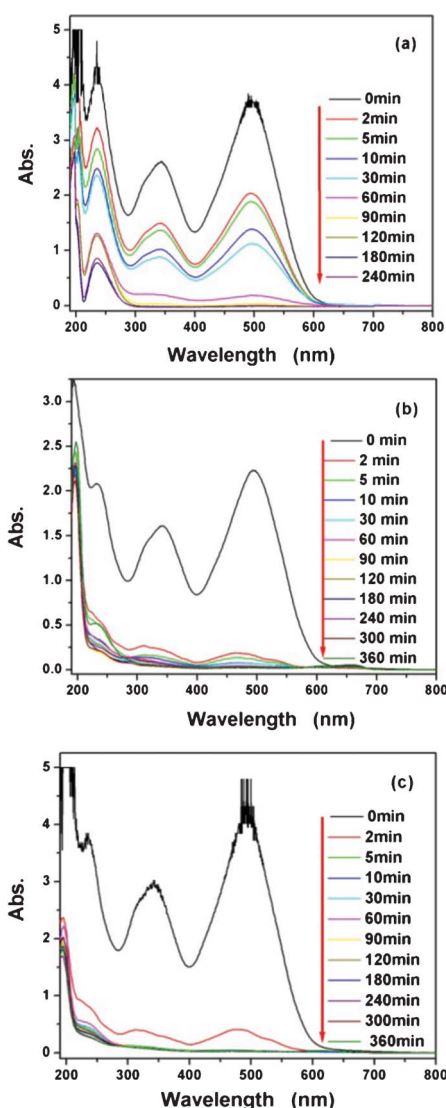 (a)
5
4
3
2
1
0
Abs.
0min
2min
5min
10min
30min
60min
90min
120min
180min
240min
200 300 400 500 600 700 800
Wavelength (nm)
(b)
3.0
2.5
2.0
1.5
1.0
0.5
0.0
Abs.
0 min
2 min
5 min
10 min
30 min
60 min
90 min
120 min
180 min
240 min
300 min
360 min
200 300 400 500 600 700 800
Wavelength (nm)
(c)
5
4
3
2
1
0
Abs.
0min
2min
5min
10min
30min
60min
90min
120min
180min
240min
300min
360min
200 300 400 500 600 700 800
Wavelength (nm)